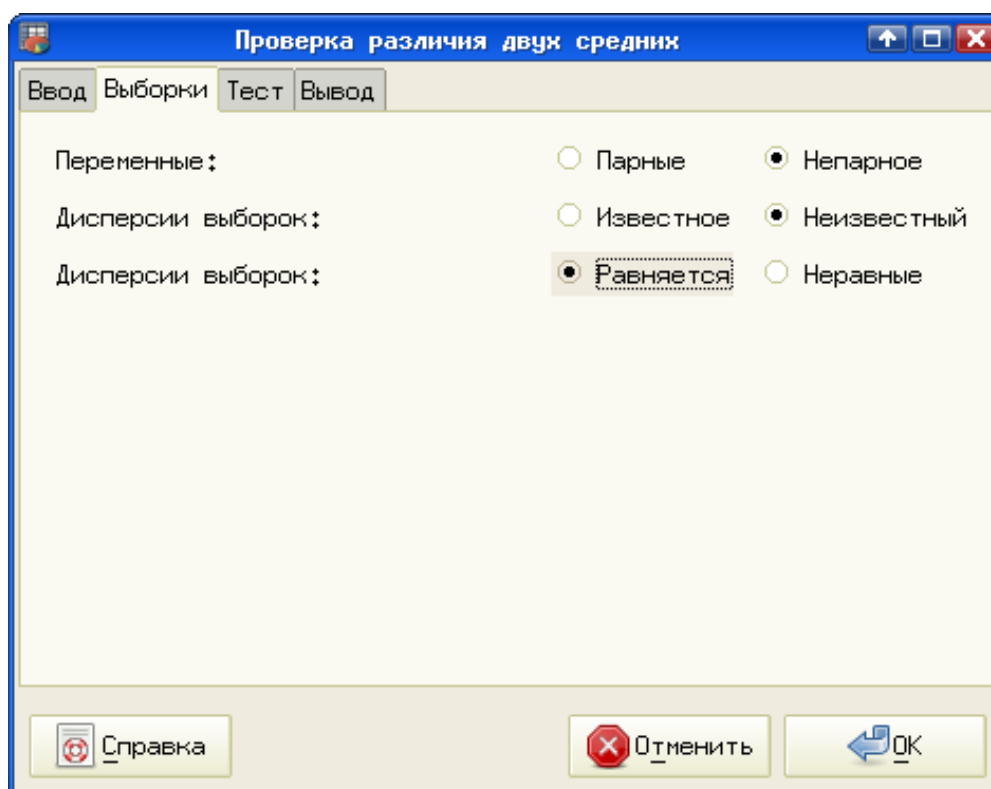 Проверка различия двух средних
Ввод Выборки Тест Вывод
Переменные: Парные Непарное
Дисперсии выборок: Известное Неизвестный
Дисперсии выборок: Равняется Неравные
Справка Отменить OK